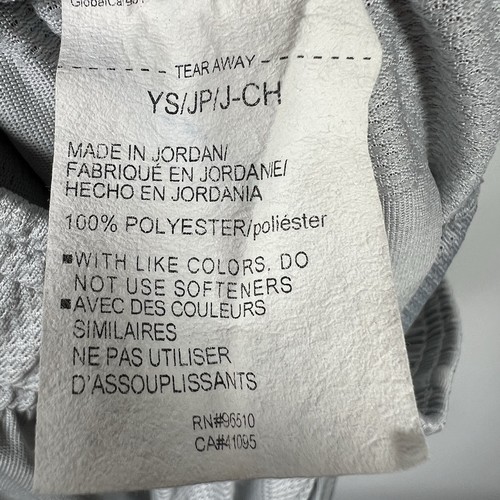 - - - - - - TEAR AWAY - - - - - - -
YS/JP/J-CH
MADE IN JORDAN/
FABRIQUÉ EN JORDANIE/
HECHO EN JORDANIA
100% POLYESTER/poliéster
■WITH LIKE COLORS. DO
NOT USE SOFTENERS
■AVEC DES COULEURS
SIMILAIRES
NE PAS UTILISER
D'ASSOUPLISSANTS
RN#96510
CA#41095